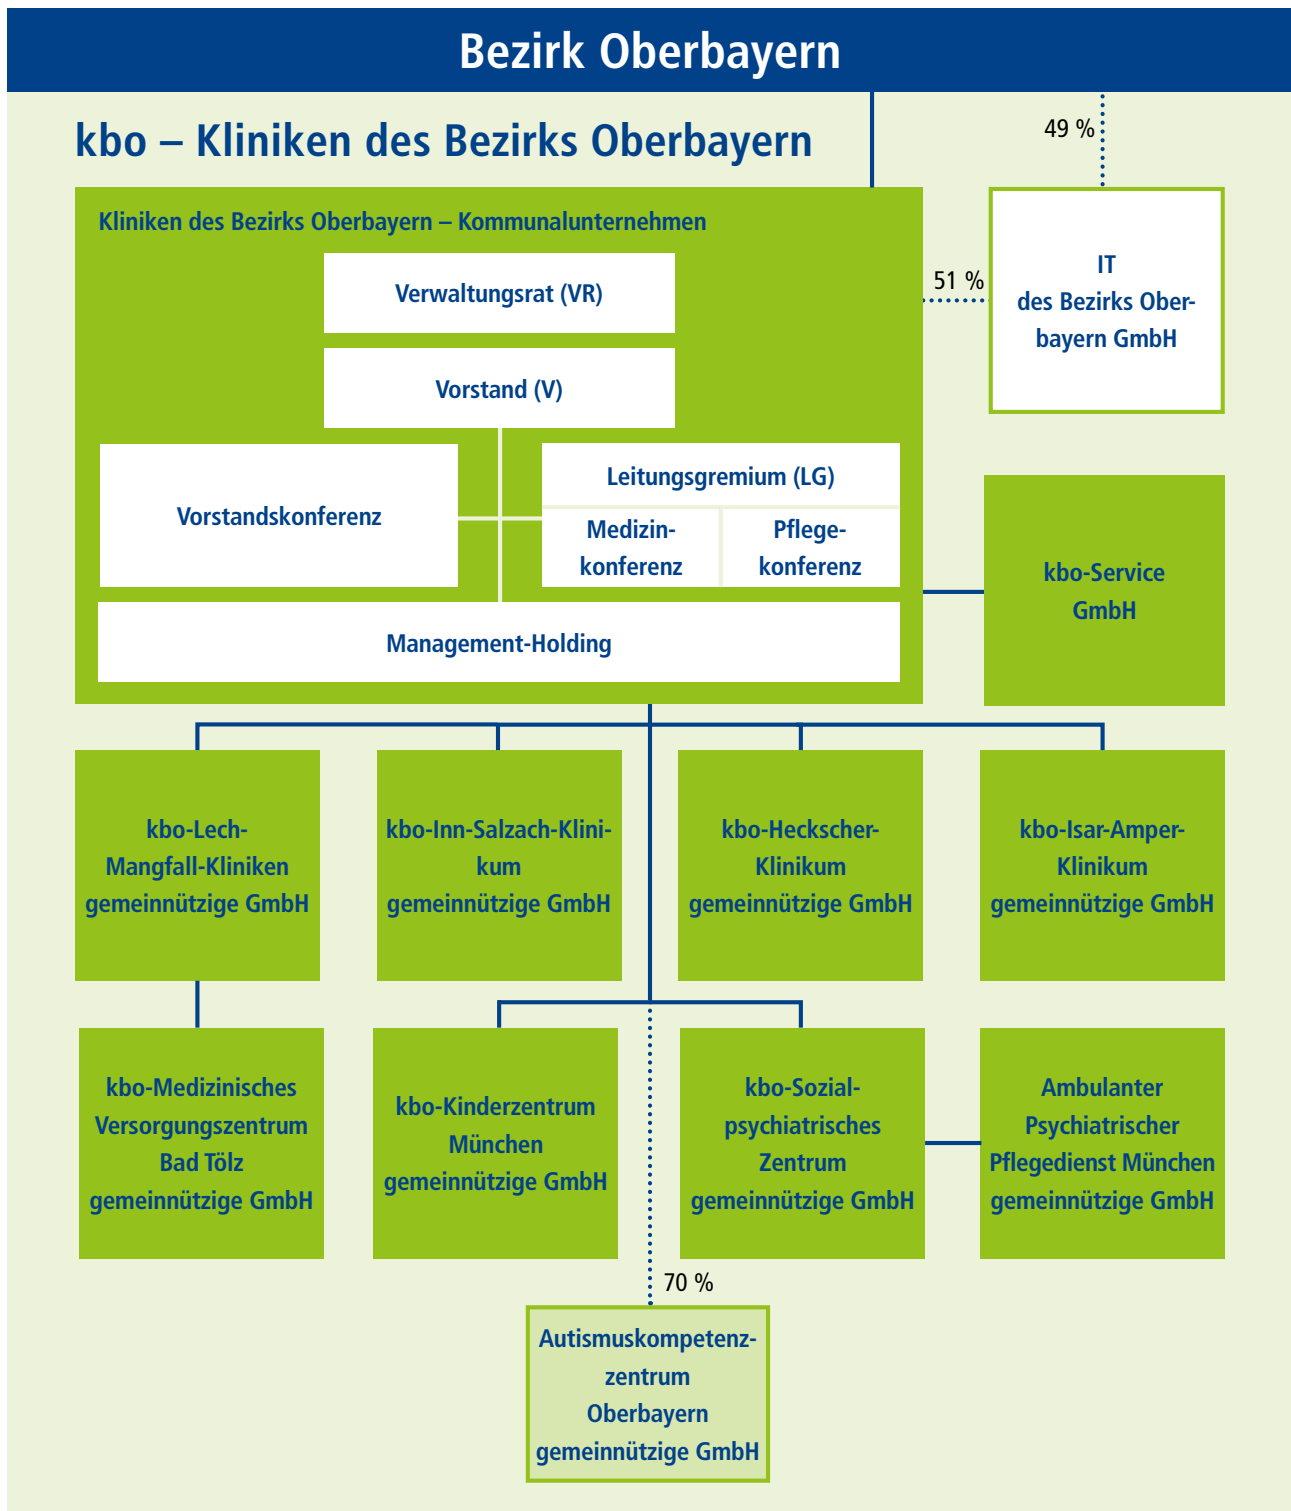 Bezirk Oberbayern
kbo – Kliniken des Bezirks Oberbayern
49 %
Kliniken des Bezirks Oberbayern – Kommunalunternehmen
Verwaltungsrat (VR)
Vorstand (V)
Vorstandskonferenz
Leitungsgremium (LG)
Medizin-
konferenz
Pflege-
konferenz
Management-Holding
51 %
IT
des Bezirks Ober-
bayern GmbH
kbo-Service
GmbH
kbo-Lech-
Mangfall-Kliniken
gemeinnützige GmbH
kbo-Inn-Salzach-Klini-
kum
gemeinnützige GmbH
kbo-Heckscher-
Klinikum
gemeinnützige GmbH
kbo-Isar-Amper-
Klinikum
gemeinnützige GmbH
kbo-Medizinisches
Versorgungszentrum
Bad Tölz
gemeinnützige GmbH
kbo-Kinderzentrum
München
gemeinnützige GmbH
kbo-Sozial-
psychiatrisches
Zentrum
gemeinnützige GmbH
Ambulanter
Psychiatrischer
Pflegedienst München
gemeinnützige GmbH
70 %
Autismuskompetenz-
zentrum
Oberbayern
gemeinnützige GmbH